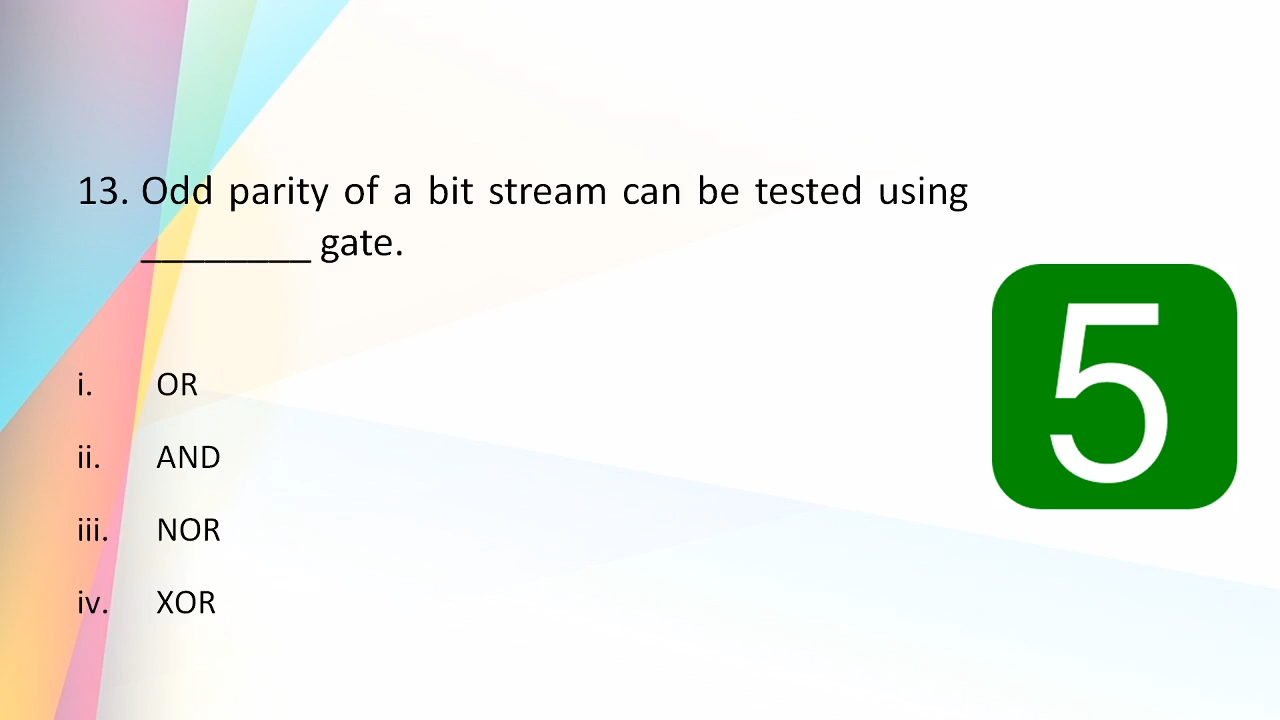 13. Odd parity of a bit stream can be tested using
________ gate.
5
i. OR
ii. AND
iii. NOR
iv. XOR